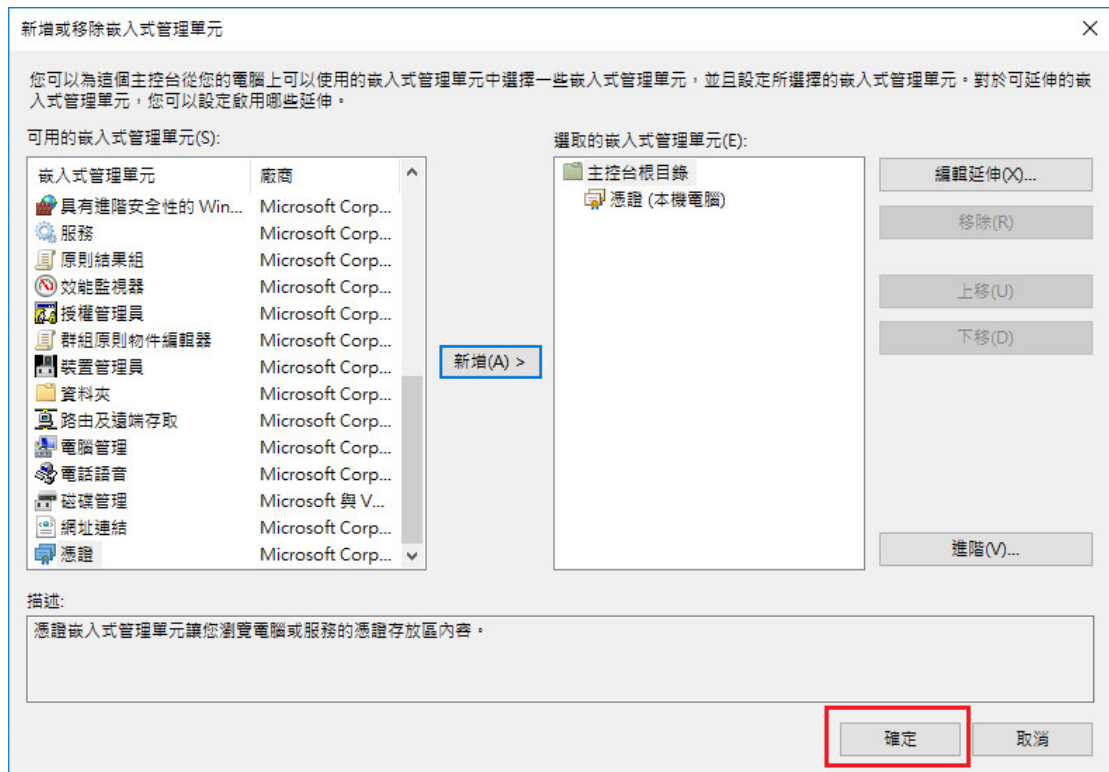 新增或移除嵌入式管理單元
您可以為這個主控台從您的電腦上可以使用的嵌入式管理單元中選擇一些嵌入式管理單元，並且設定所選擇的嵌入式管理單元。對於可延伸的嵌
入式管理單元，您可以設定啟用哪些延伸。
可用的嵌入式管理單元(S):
嵌入式管理單元 廠商
具有進階安全性的 Win... Microsoft Corp...
服務 Microsoft Corp...
原則結果組 Microsoft Corp...
效能監視器 Microsoft Corp...
授權管理員 Microsoft Corp...
群組原則物件編輯器 Microsoft Corp...
裝置管理員 Microsoft Corp...
資料夾 Microsoft Corp...
路由及遠端存取 Microsoft Corp...
電腦管理 Microsoft Corp...
電話語音 Microsoft Corp...
磁碟管理 Microsoft 與 V...
網址連結 Microsoft Corp...
憑證 Microsoft Corp...
新增(A) >
選取的嵌入式管理單元(E):
主控台根目錄
憑證 (本機電腦)
編輯延伸(X)...
移除(R)
上移(U)
下移(D)
進階(V)...
描述:
憑證嵌入式管理單元讓您瀏覽電腦或服務的憑證存放區內容。
確定 取消